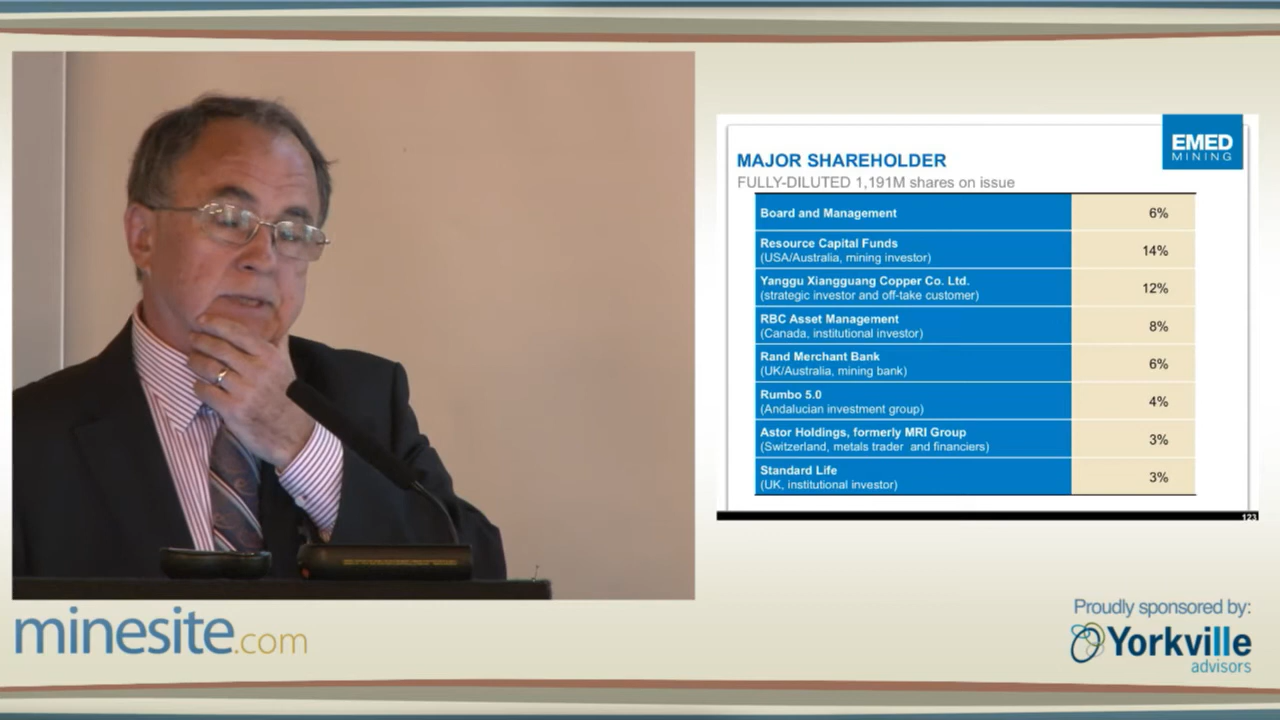 EMED
MINING
MAJOR SHAREHOLDER
FULLY-DILUTED 1,191M shares on issue
Board and Management 6%
Resource Capital Funds
(USA/Australia, mining investor) 14%
Yanggu Xiangguang Copper Co. Ltd.
(strategic investor and off-take customer) 12%
RBC Asset Management
(Canada, institutional investor) 8%
Rand Merchant Bank
(UK/Australia, mining bank) 6%
Rumbo 5.0
(Andalucian investment group) 4%
Astor Holdings, formerly MRI Group
(Switzerland, metals trader and financiers) 3%
Standard Life
(UK, institutional investor) 3%
123
minesite.com
Proudly sponsored by:
Yorkville
advisors